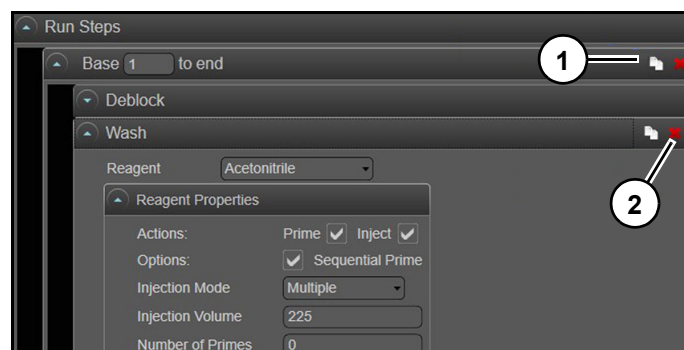 Run Steps
Base 1 to end
1
Deblock
Wash
Reagent Acetonitrile
2
Reagent Properties
Actions: Prime Inject
Options: Sequential Prime
Injection Mode Multiple
Injection Volume 225
Number of Primes 0